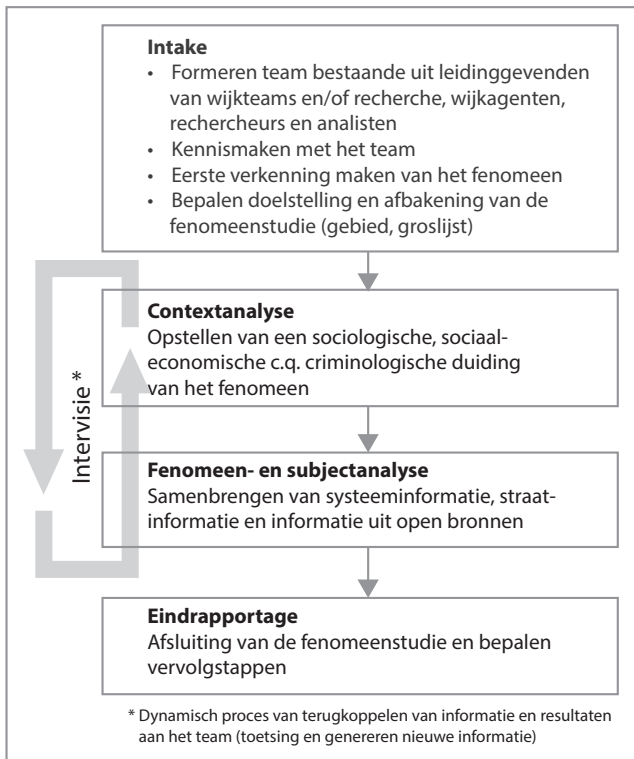 Intake
• Formeren team bestaande uit leidinggevenden
van wijkteams en/of recherche, wijkagenten,
rechercheurs en analisten
• Kennismaken met het team
• Eerste verkenning maken van het fenomeen
• Bepalen doelstelling en afbakening van de
fenomeenstudie (gebied, groslijst)
Intervisie *
Contextanalyse
Opstellen van een sociologische, sociaal-
economische c.q. criminologische duiding
van het fenomeen
Fenomeen- en subjectanalyse
Samenbrengen van systeeminformatie, straat-
informatie en informatie uit open bronnen
Eindrapportage
Afsluiting van de fenomeenstudie en bepalen
vervolgstappen
* Dynamisch proces van terugkoppelen van informatie en resultaten
aan het team (toetsing en genereren nieuwe informatie)